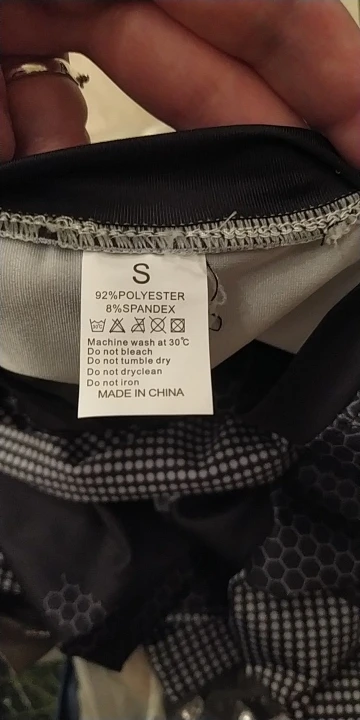 S
92%POLYESTER
8%SPANDEX
Machine wash at 30℃
Do not bleach
Do not tumble dry
Do not dryclean
Do not iron
MADE IN CHINA